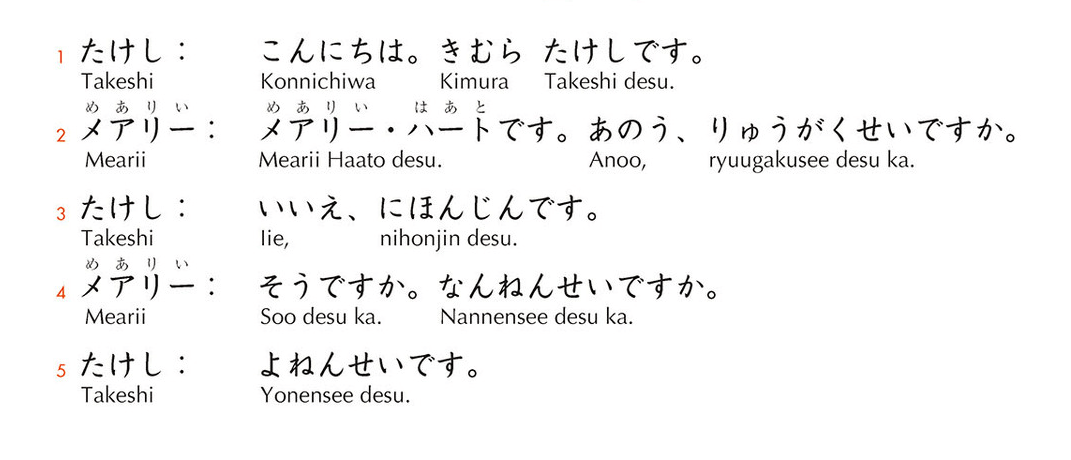 1 たけし： こんにちは。きむら たけしです。
Takeshi Konnichiwa Kimura Takeshi desu.
めありい めありい はあと
2 メアリー： メアリー・ハートです。あのう、りゅうがくせいですか。
Mearii Mearii Haato desu. Anoo, ryuugakusee desu ka.
3 たけし： いいえ、にほんじんです。
Takeshi Iie, nihonjin desu.
めありい
4 メアリー： そうですか。なんねんせいですか。
Mearii Soo desu ka. Nannensee desu ka.
5 たけし： よねんせいです。
Takeshi Yonensee desu.